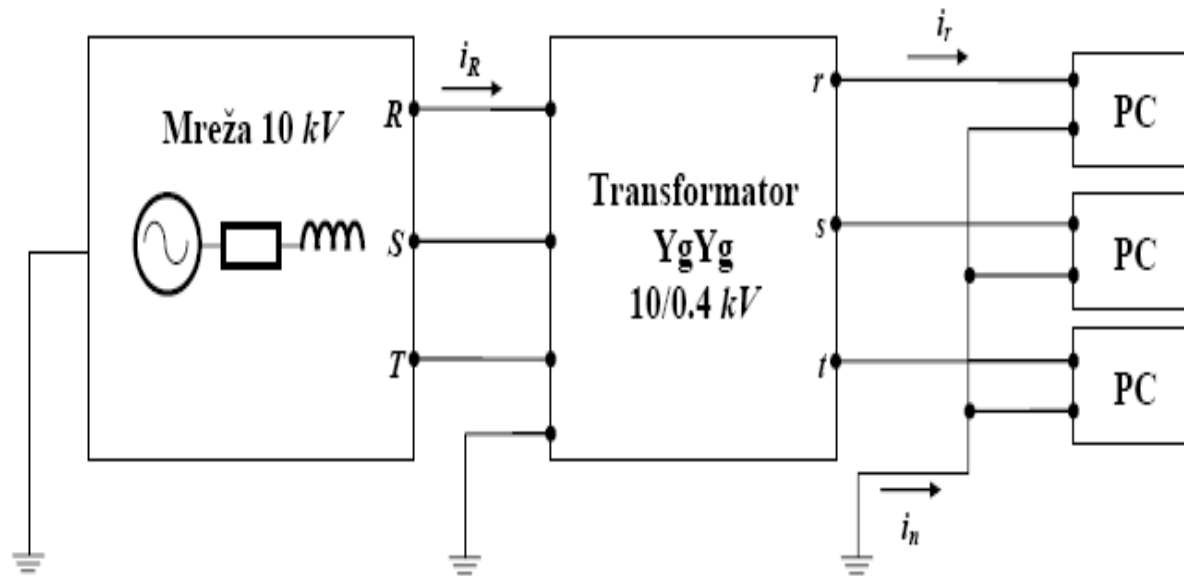 Mreža 10 kV
R
S
T
i_R
Transformator
YgYg
10/0.4 kV
r
s
t
i_r
i_n
PC
PC
PC